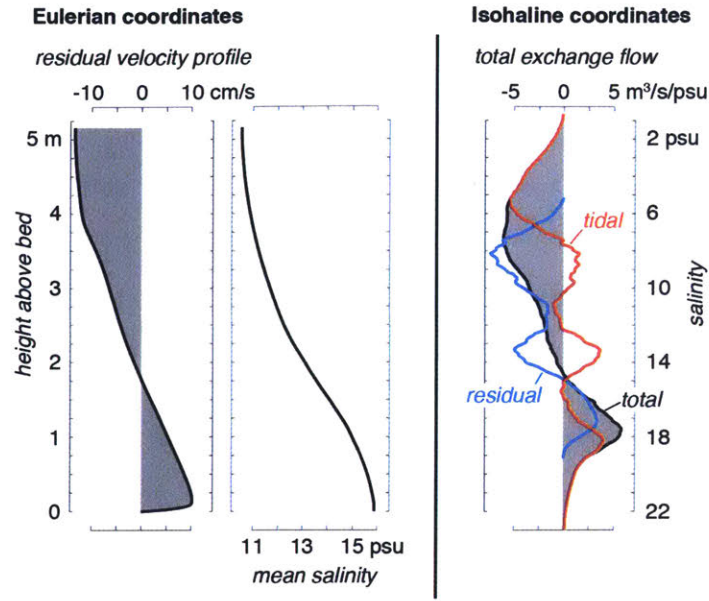 Eulerian coordinates
residual velocity profile
-10 0 10 cm/s
5 m
4
3
2
1
0
height above bed
11 13 15 psu
mean salinity
Isohaline coordinates
total exchange flow
-5 0 5 m³/s/psu
2 psu
6
10
14
18
22
salinity
tidal
residual
total